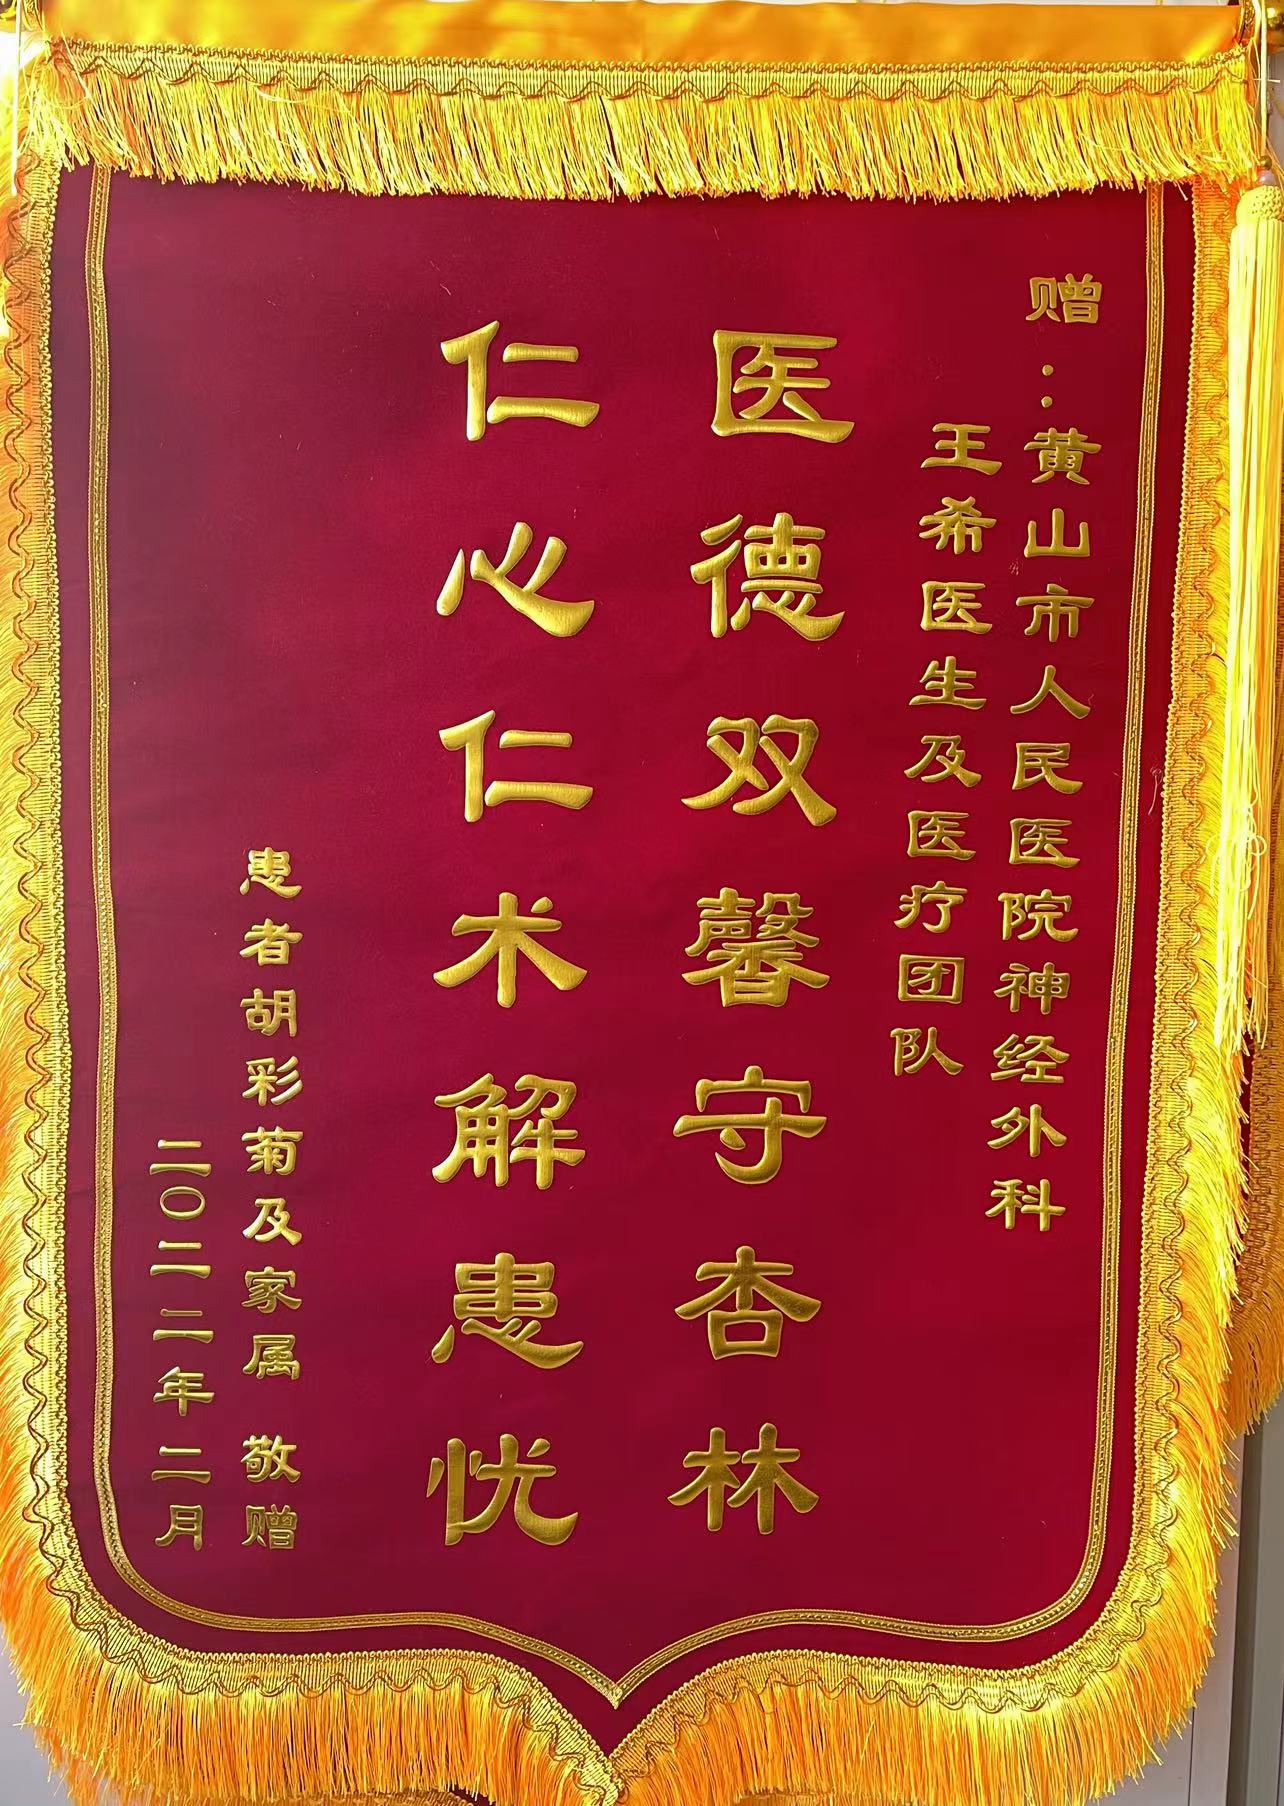 赠：黄山市人民医院神经外科
王希医生及医疗团队
医德双馨守杏林
仁心仁术解患忧
患者胡彩菊及家属 敬赠
二〇二二年二月